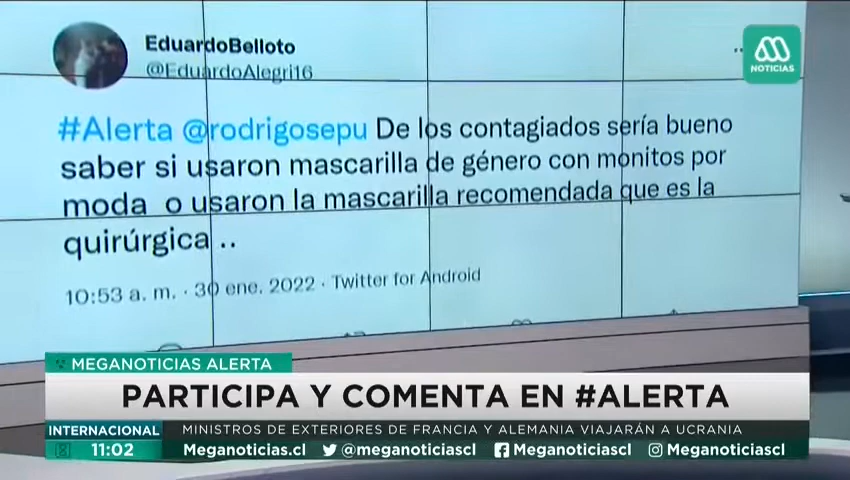 EduardoBelloto
@EduardoAlegri16
NOTICIAS
#Alerta @rodrigosepu De los contagiados sería bueno
saber si usaron mascarilla de género con monitos por
moda o usaron la mascarilla recomendada que es la
quirúrgica ..
10:53 a. m. · 30 ene. 2022 · Twitter for Android
MEGANOTICIAS ALERTA
PARTICIPA Y COMENTA EN #ALERTA
INTERNACIONAL MINISTROS DE EXTERIORES DE FRANCIA Y ALEMANIA VIAJARÁN A UCRANIA
11:02 Meganoticias.cl @meganoticiascl Meganoticiascl Meganoticiascl